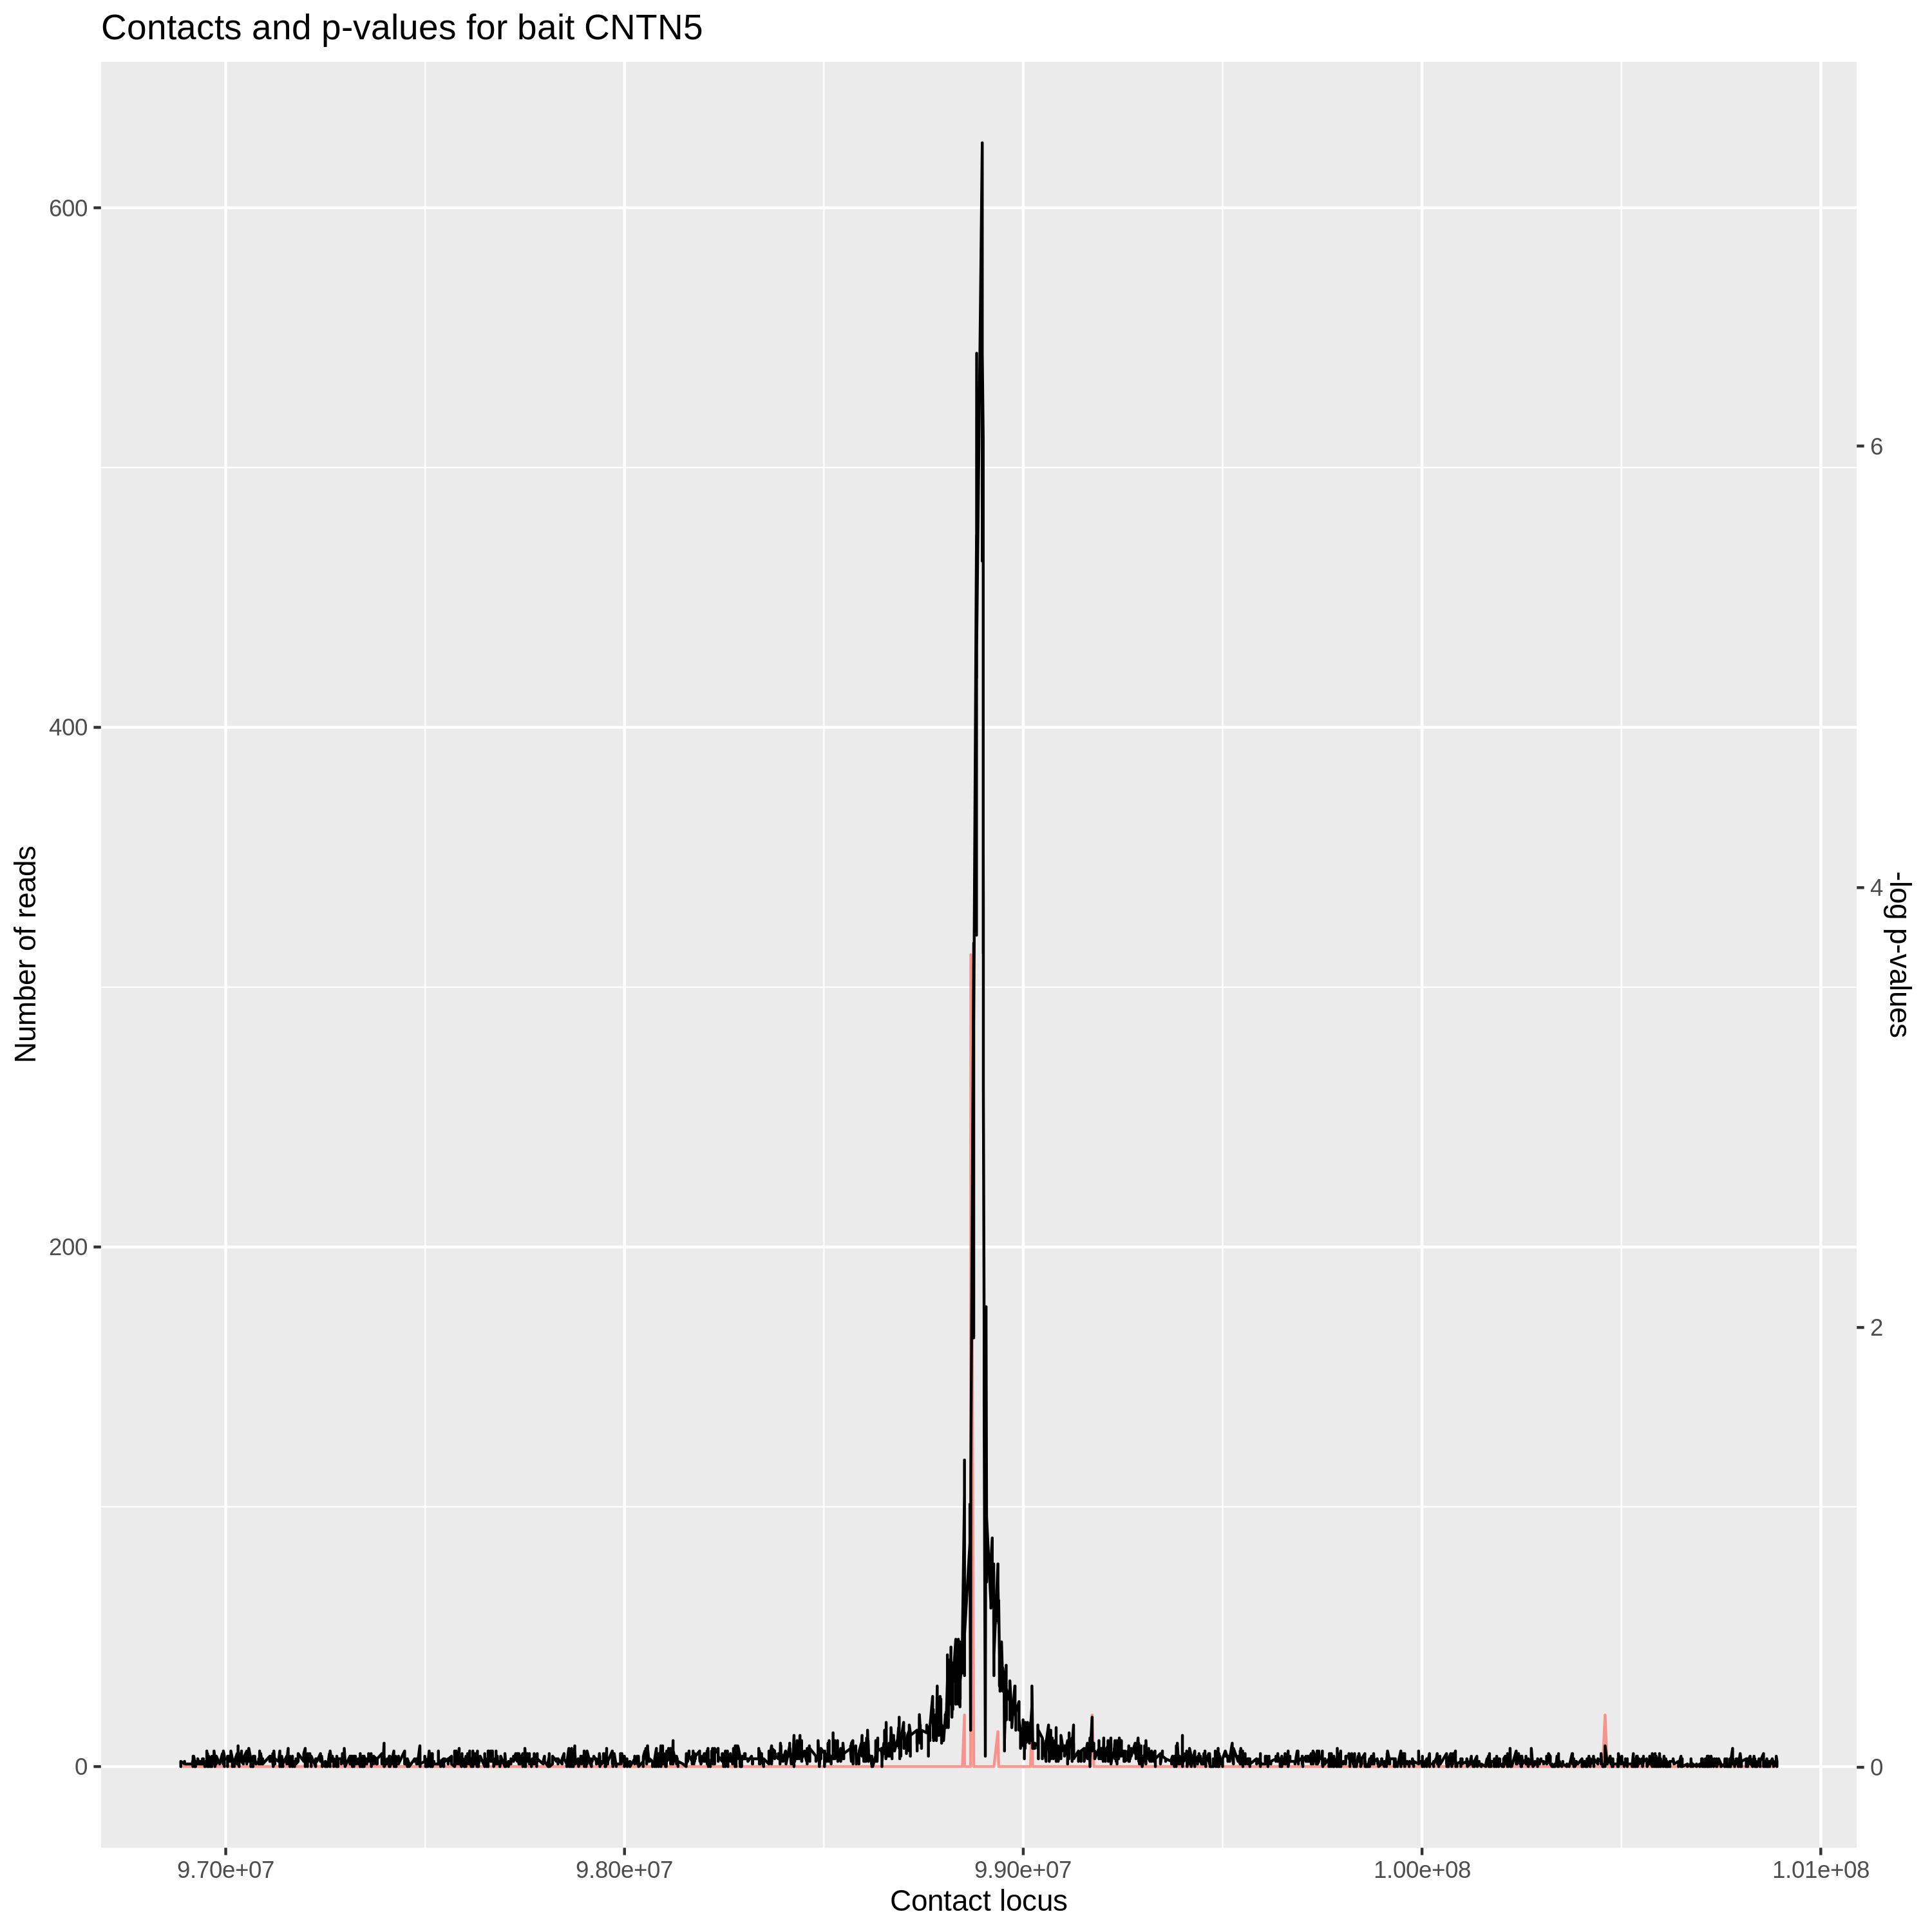 Contacts and p-values for bait CNTN5
Number of reads
600
400
200
0
6
4
2
0
-log p-values
9.70e+07
9.80e+07
9.90e+07
1.00e+08
1.01e+08
Contact locus